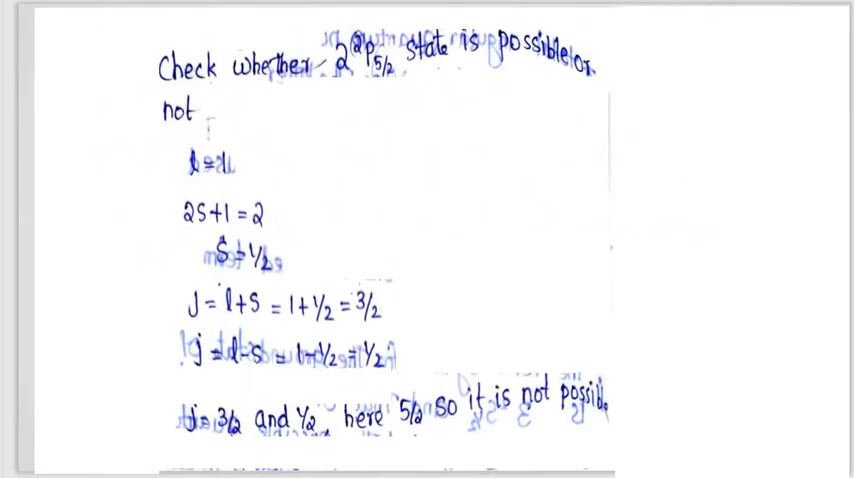 Check whether 2²P₅/₂ state is possible or
not
l = 1
2s+1 = 2
s = 1/2
j = l+s = 1+1/2 = 3/2
j = l-s = 1-1/2 = 1/2
j = 3/2 and 1/2, here 5/2 so it is not possible